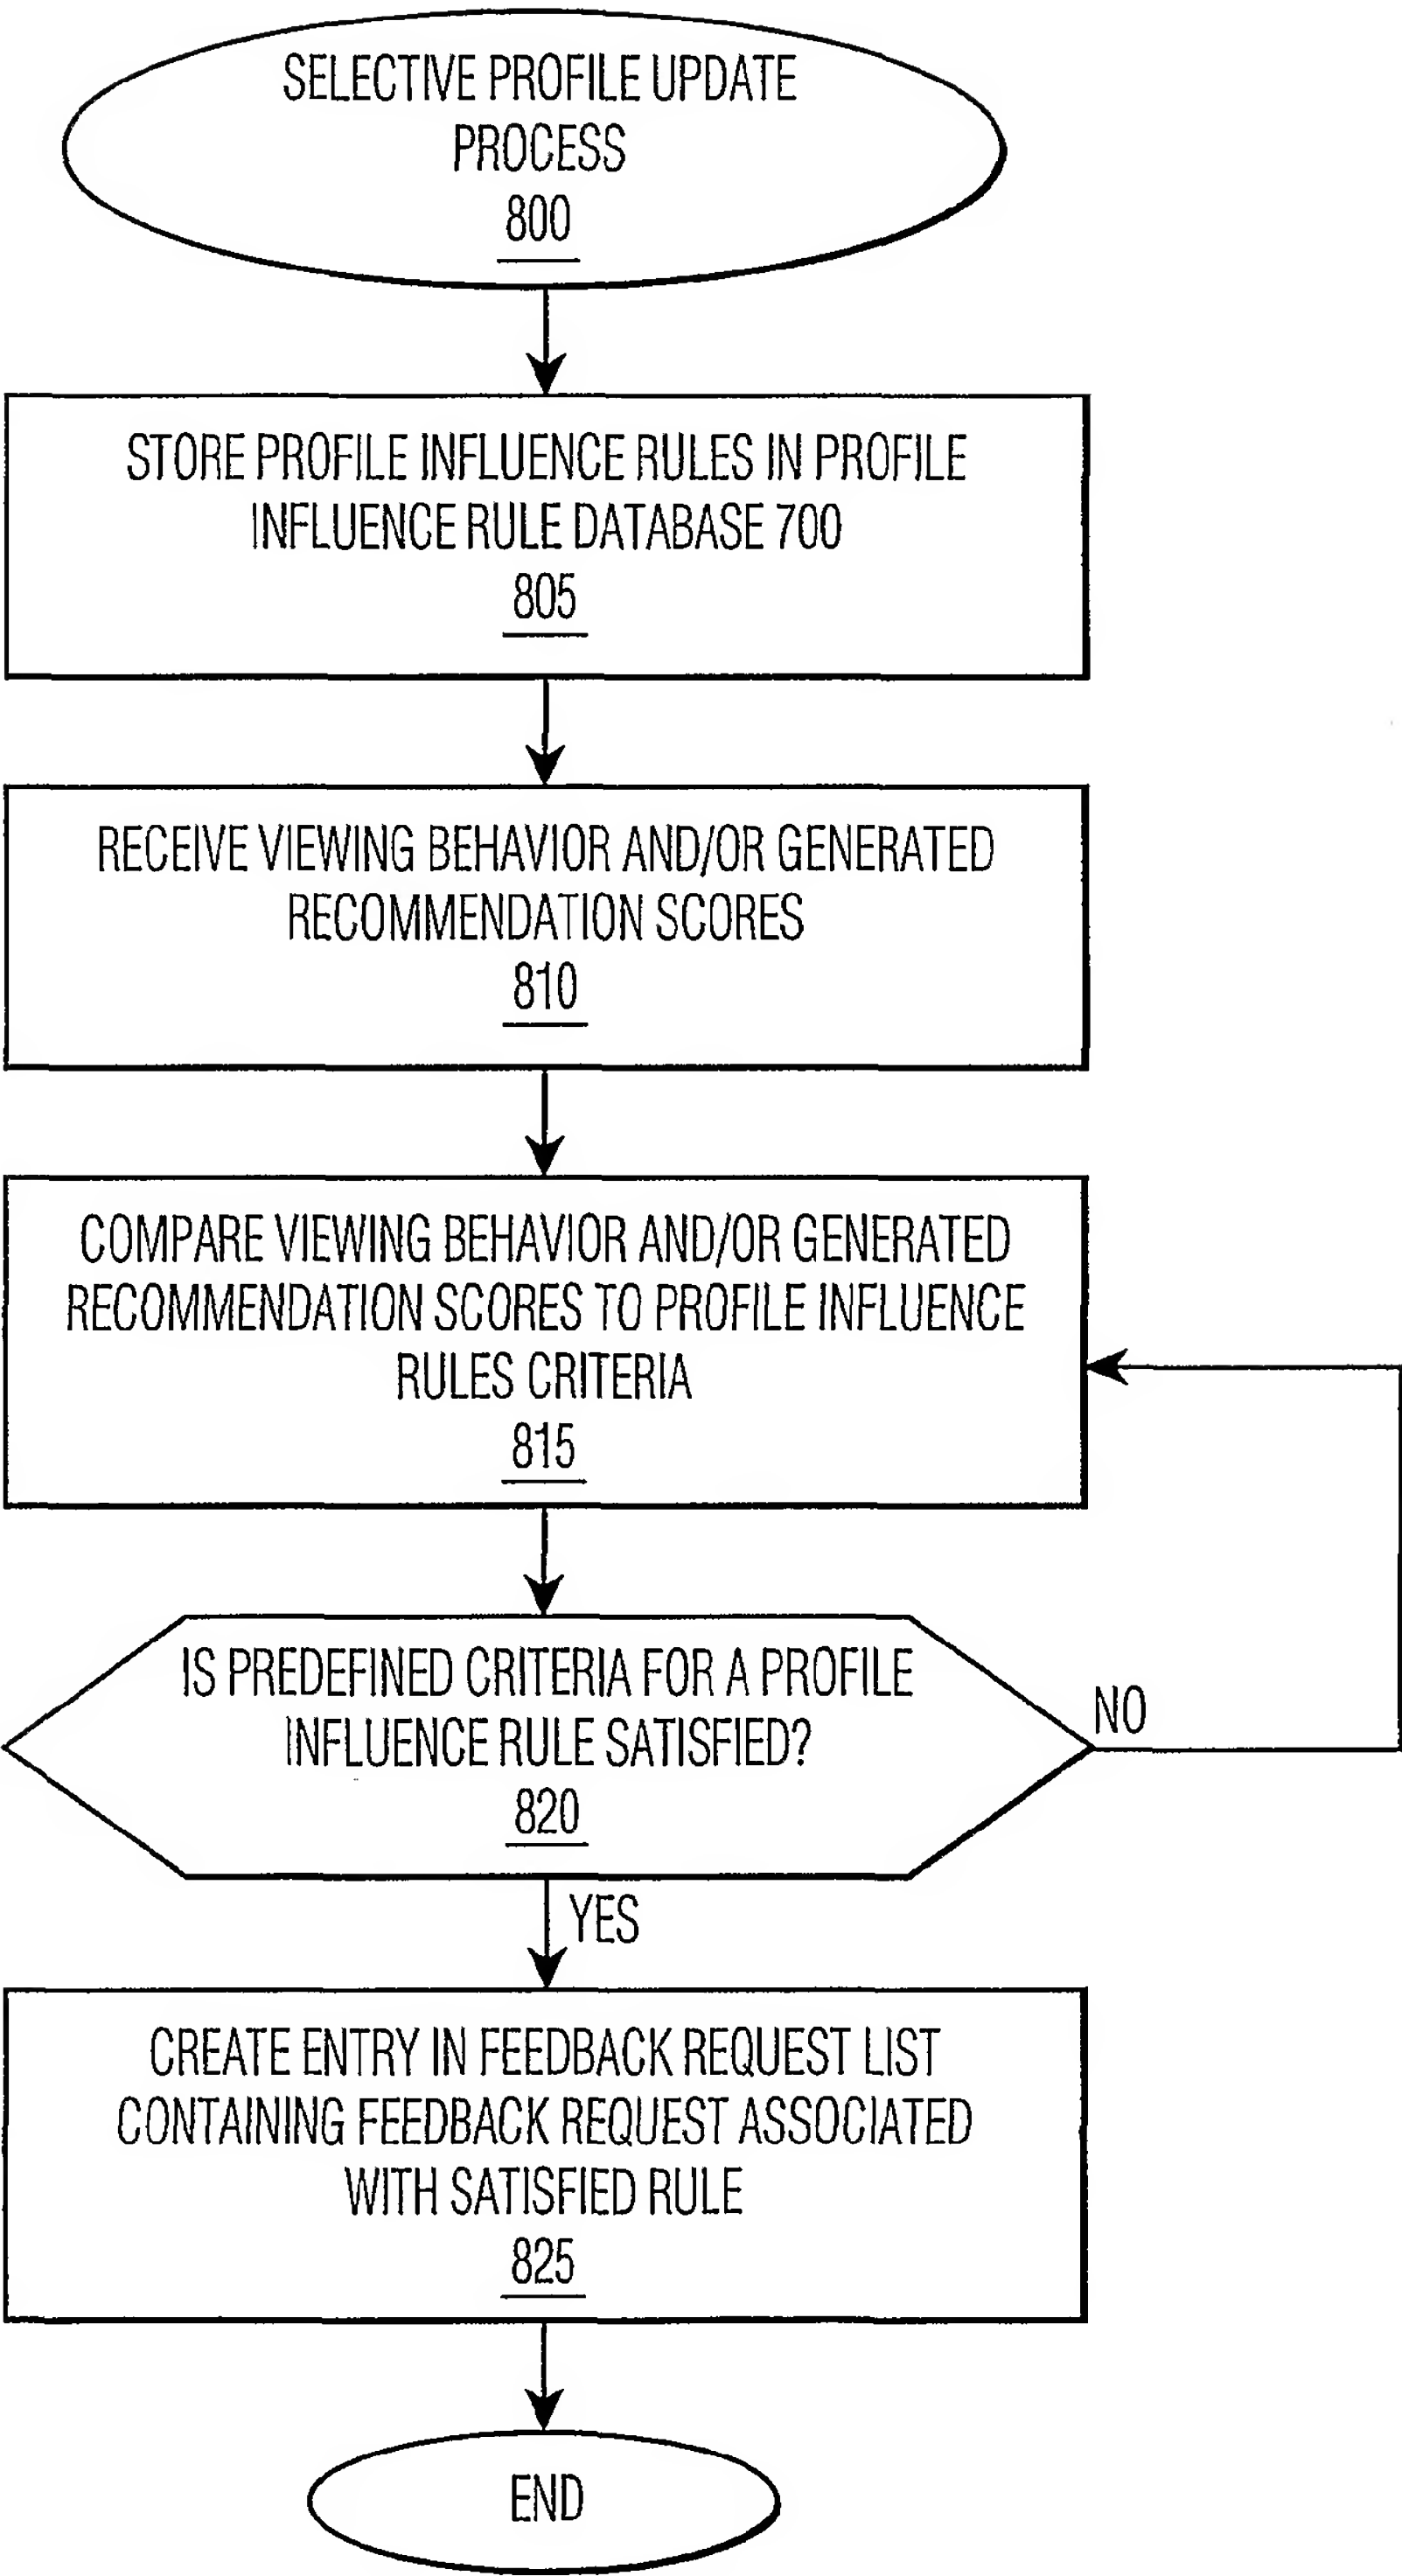 SELECTIVE PROFILE UPDATE
PROCESS
800
STORE PROFILE INFLUENCE RULES IN PROFILE
INFLUENCE RULE DATABASE 700
805
RECEIVE VIEWING BEHAVIOR AND/OR GENERATED
RECOMMENDATION SCORES
810
COMPARE VIEWING BEHAVIOR AND/OR GENERATED
RECOMMENDATION SCORES TO PROFILE INFLUENCE
RULES CRITERIA
815
IS PREDEFINED CRITERIA FOR A PROFILE
INFLUENCE RULE SATISFIED?
820
NO
YES
CREATE ENTRY IN FEEDBACK REQUEST LIST
CONTAINING FEEDBACK REQUEST ASSOCIATED
WITH SATISFIED RULE
825
END